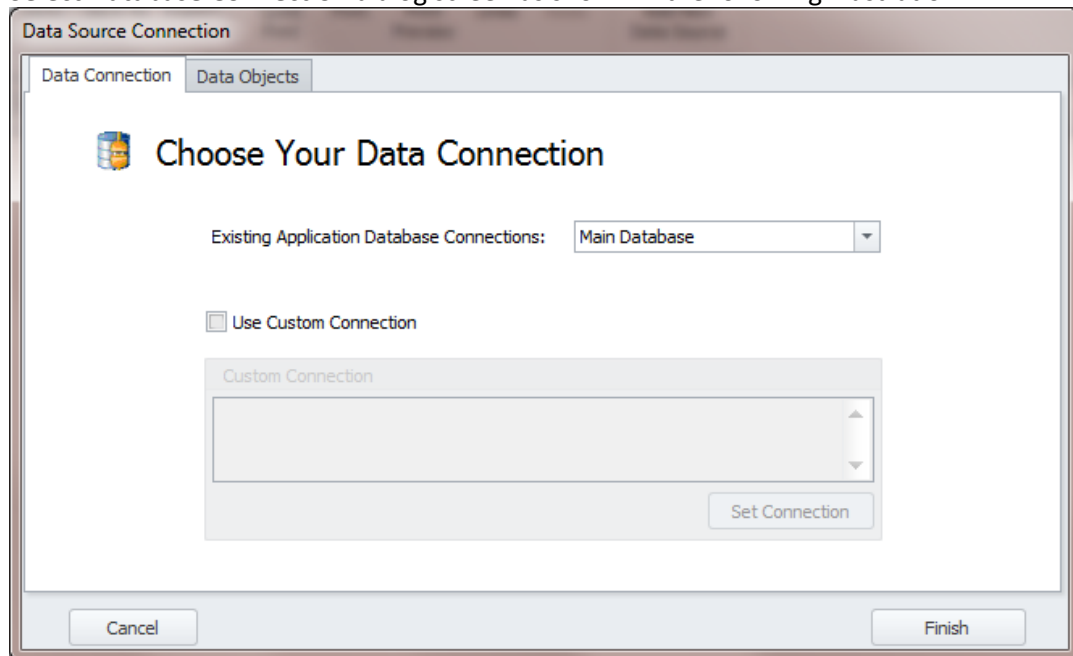 Data Source Connection
Data Connection
Data Objects
Choose Your Data Connection
Existing Application Database Connections: Main Database
Use Custom Connection
Custom Connection
Set Connection
Cancel
Finish